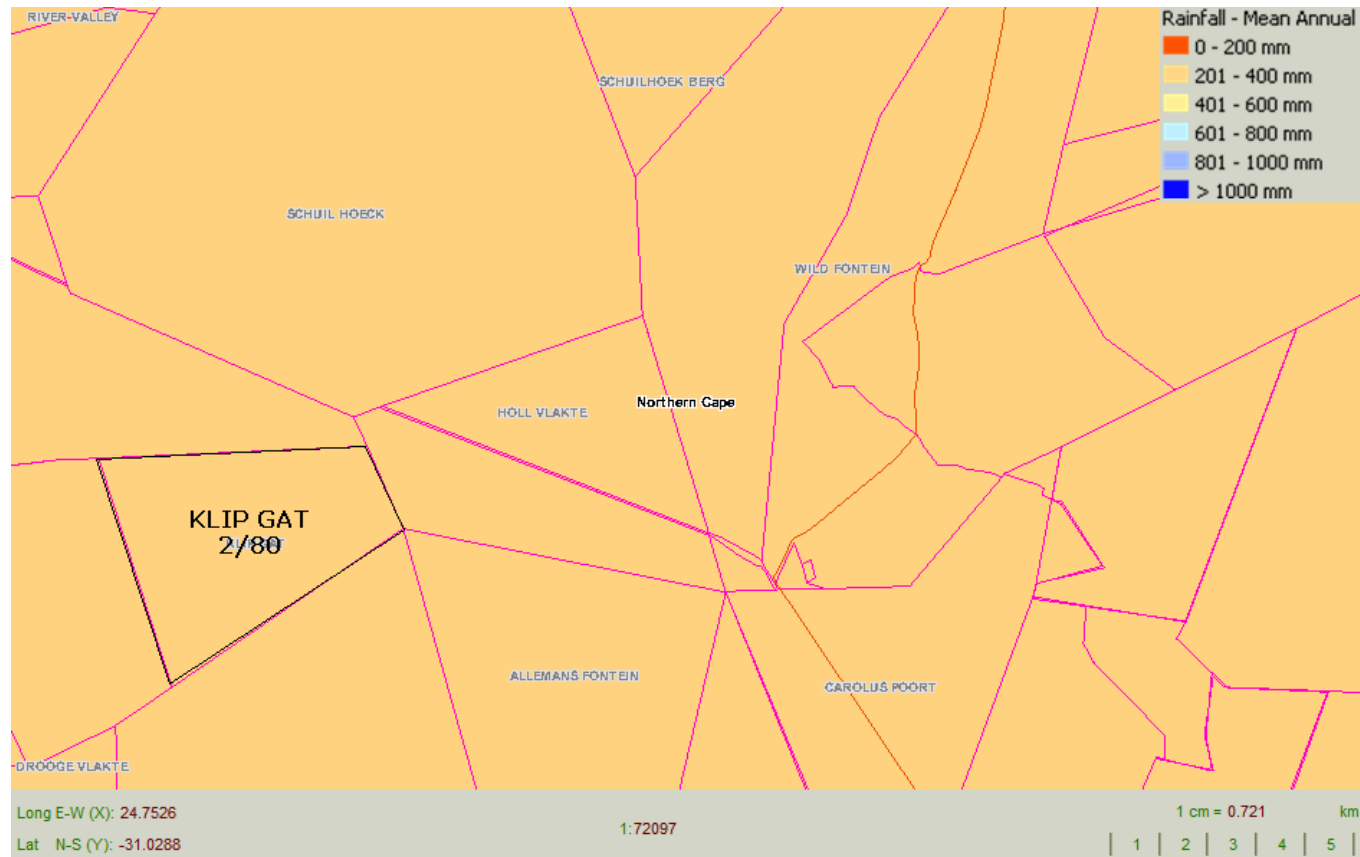 RIVER-VALLEY
Rainfall - Mean Annual
0 - 200 mm
201 - 400 mm
401 - 600 mm
601 - 800 mm
801 - 1000 mm
> 1000 mm
SCHUILHOEK BERG
SCHUIL HOECK
WILD FONTEIN
Northern Cape
HOLL VLAKTE
KLIP GAT
2/80
KLIP GAT
ALLEMANS FONTEIN
CAROLUS POORT
DROOGE VLAKTE
Long E-W (X): 24.7526
Lat N-S (Y): -31.0288
1:72097
1 cm = 0.721 km
1 2 3 4 5